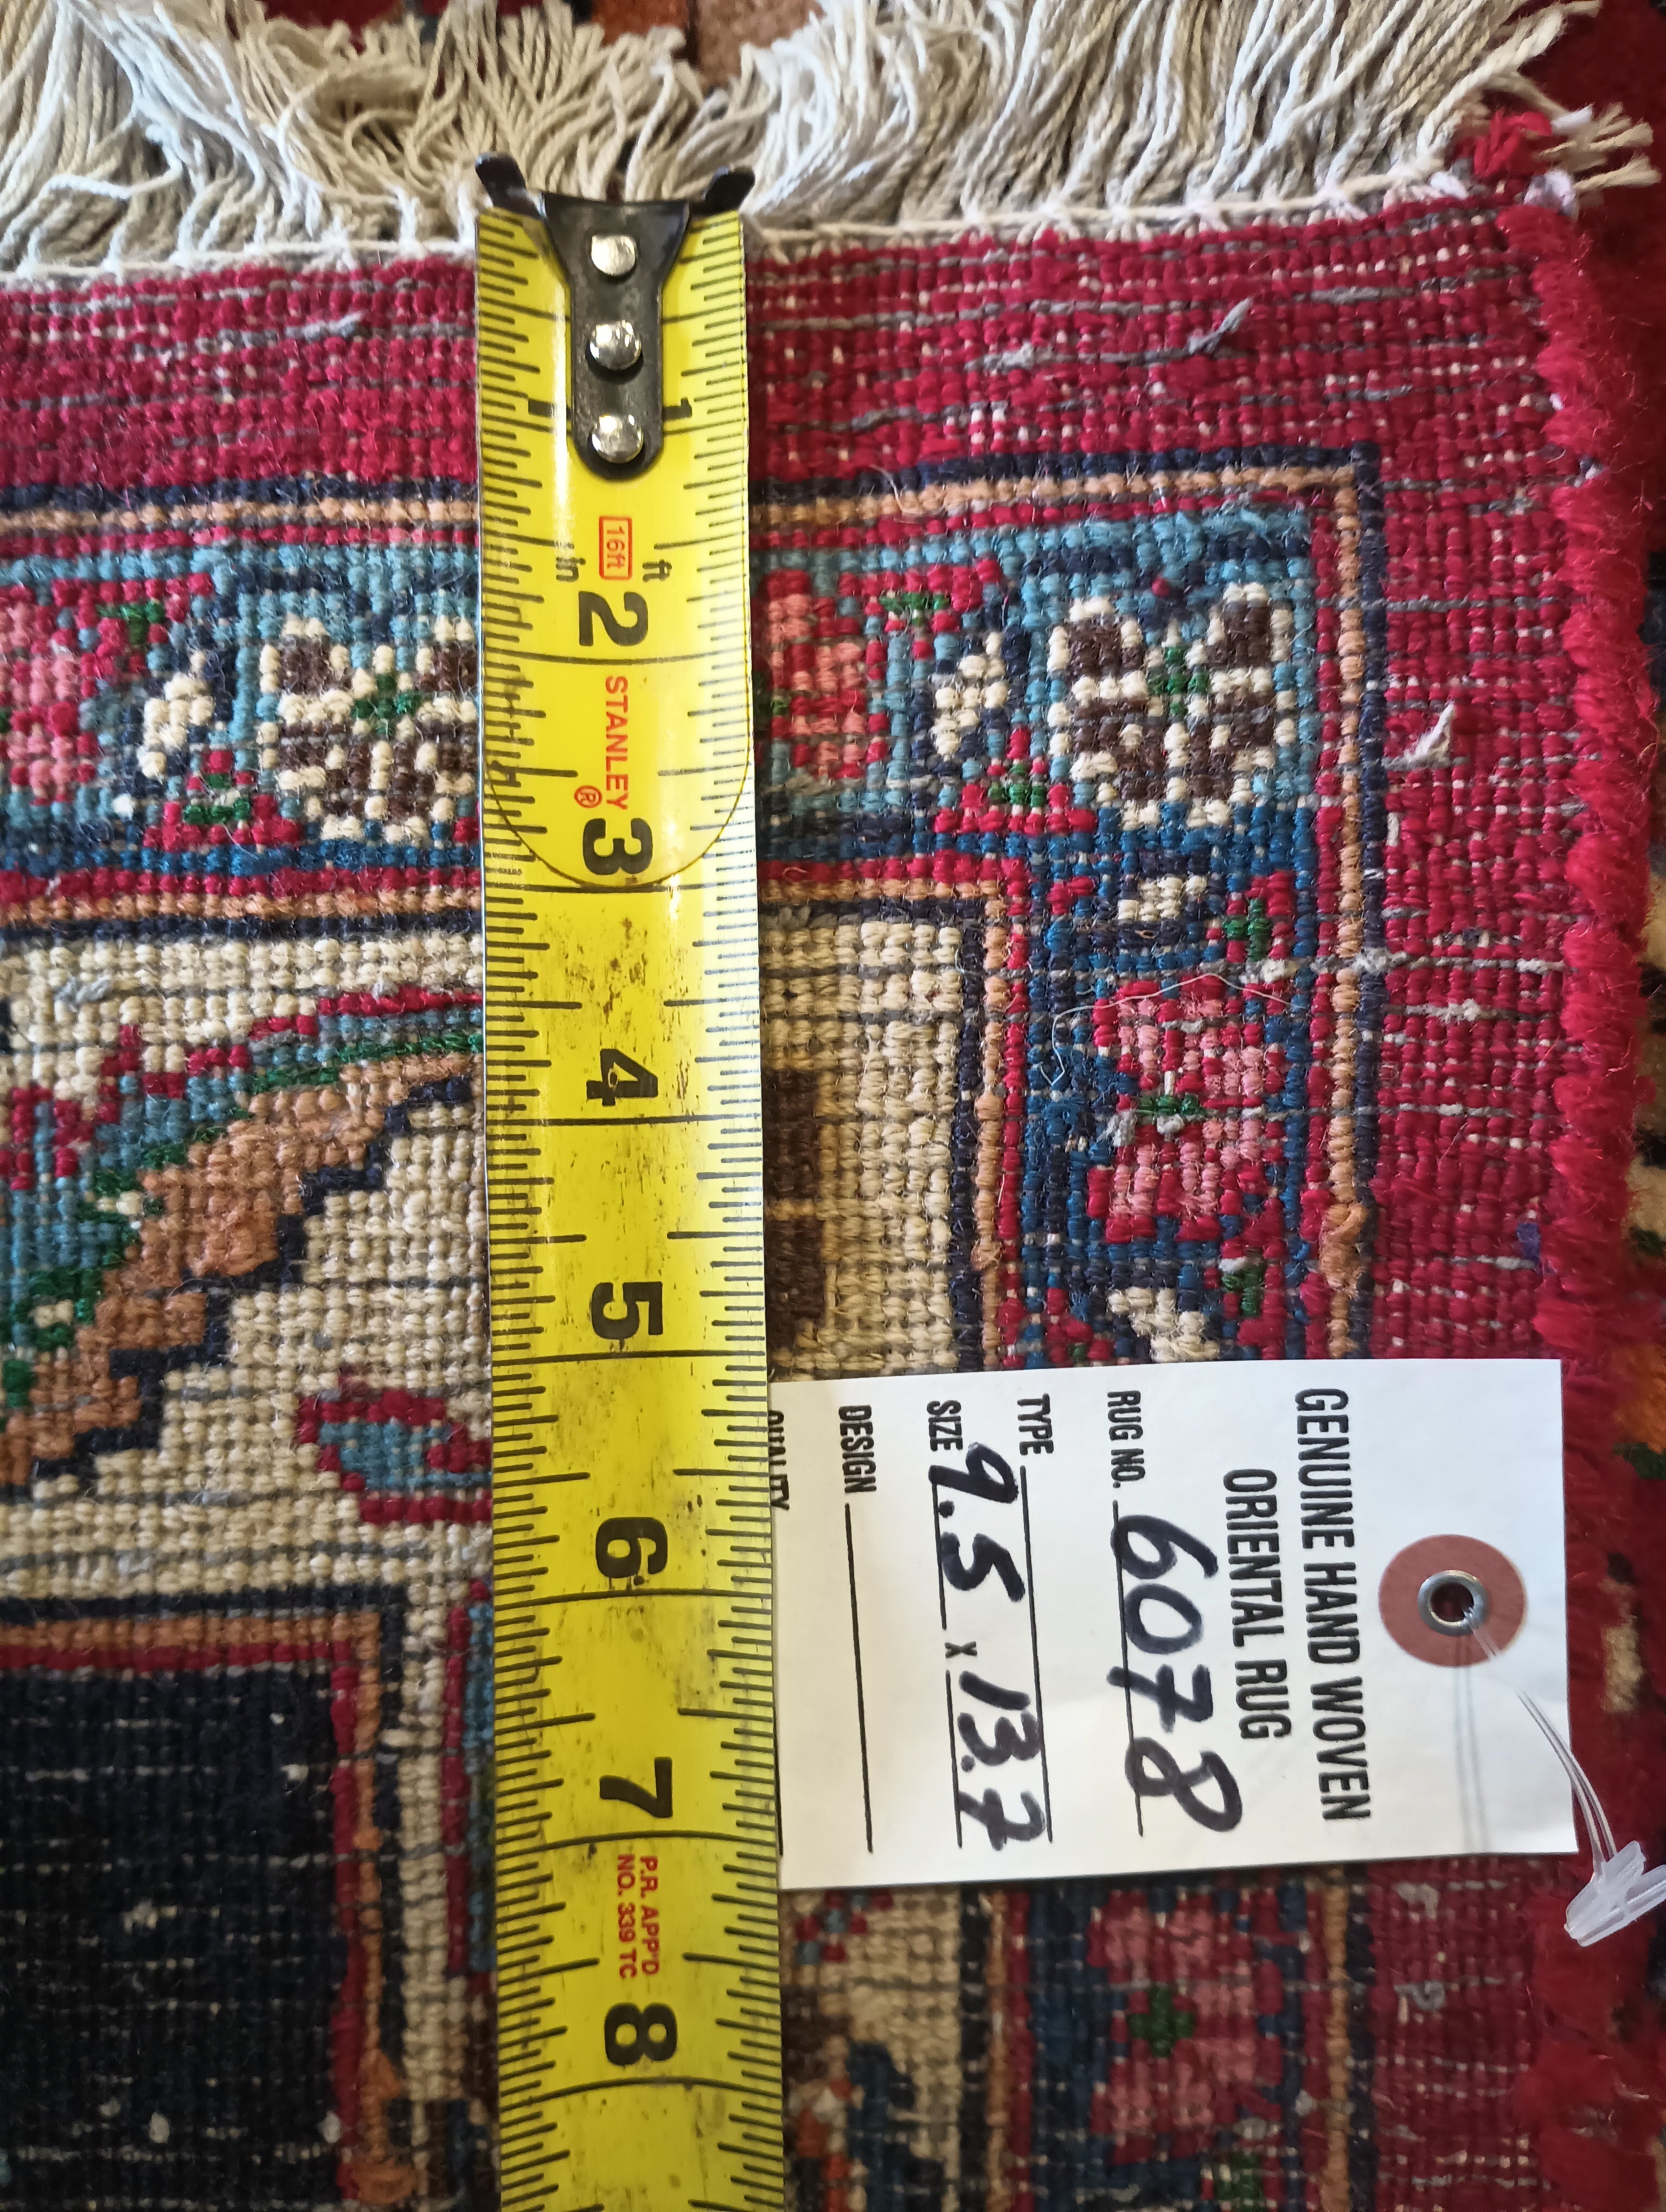 1
16ft
ft
in
2
STANLEY®
3
4
5
6
7
P.R. APP'D
NO. 339 TC
8
GENUINE HAND WOVEN
ORIENTAL RUG
RUG NO. 6078
TYPE
SIZE 9.5 x 13.7
DESIGN
QUALITY